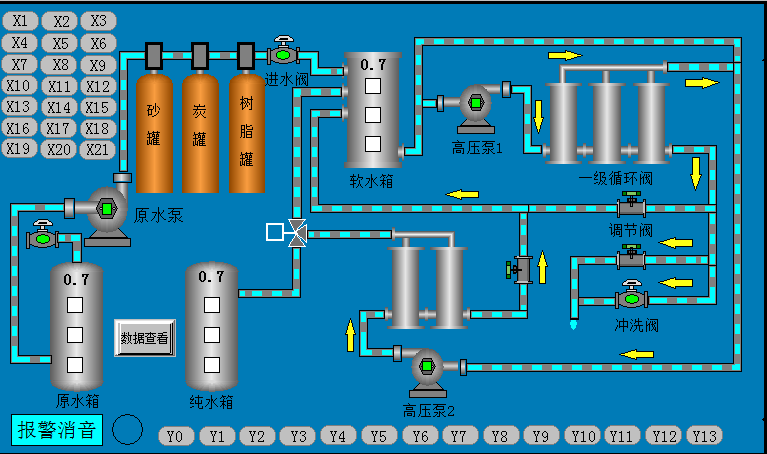 X1 X2 X3
X4 X5 X6
X7 X8 X9
X10 X11 X12
X13 X14 X15
X16 X17 X18
X19 X20 X21
进水阀
0.7
砂罐
炭罐
树脂罐
高压泵1
一级循环阀
软水箱
原水泵
调节阀
0.7
0.7
冲洗阀
数据查看
原水箱
纯水箱
高压泵2
报警消音
Y0 Y1 Y2 Y3 Y4 Y5 Y6 Y7 Y8 Y9 Y10 Y11 Y12 Y13